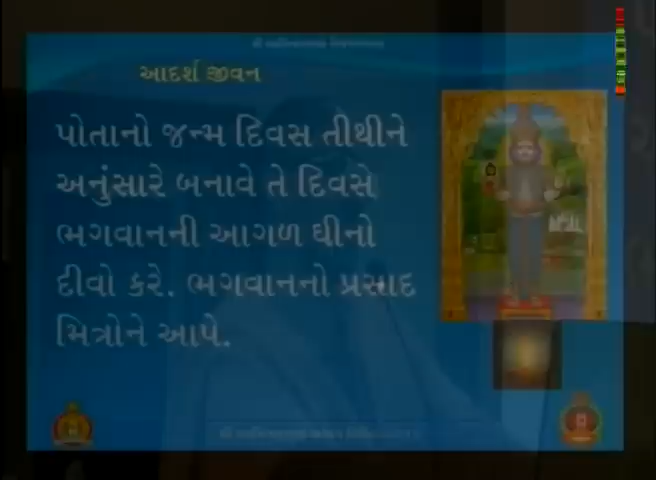 આદર્શ જીવન
પોતાનો જન્મ દિવસ તીથીને
અનુંસારે બનાવે તે દિવસે
ભગવાનની આગળ ઘીનો
દીવો કરે. ભગવાનનો પ્રસાદ
મિત્રોને આપે.